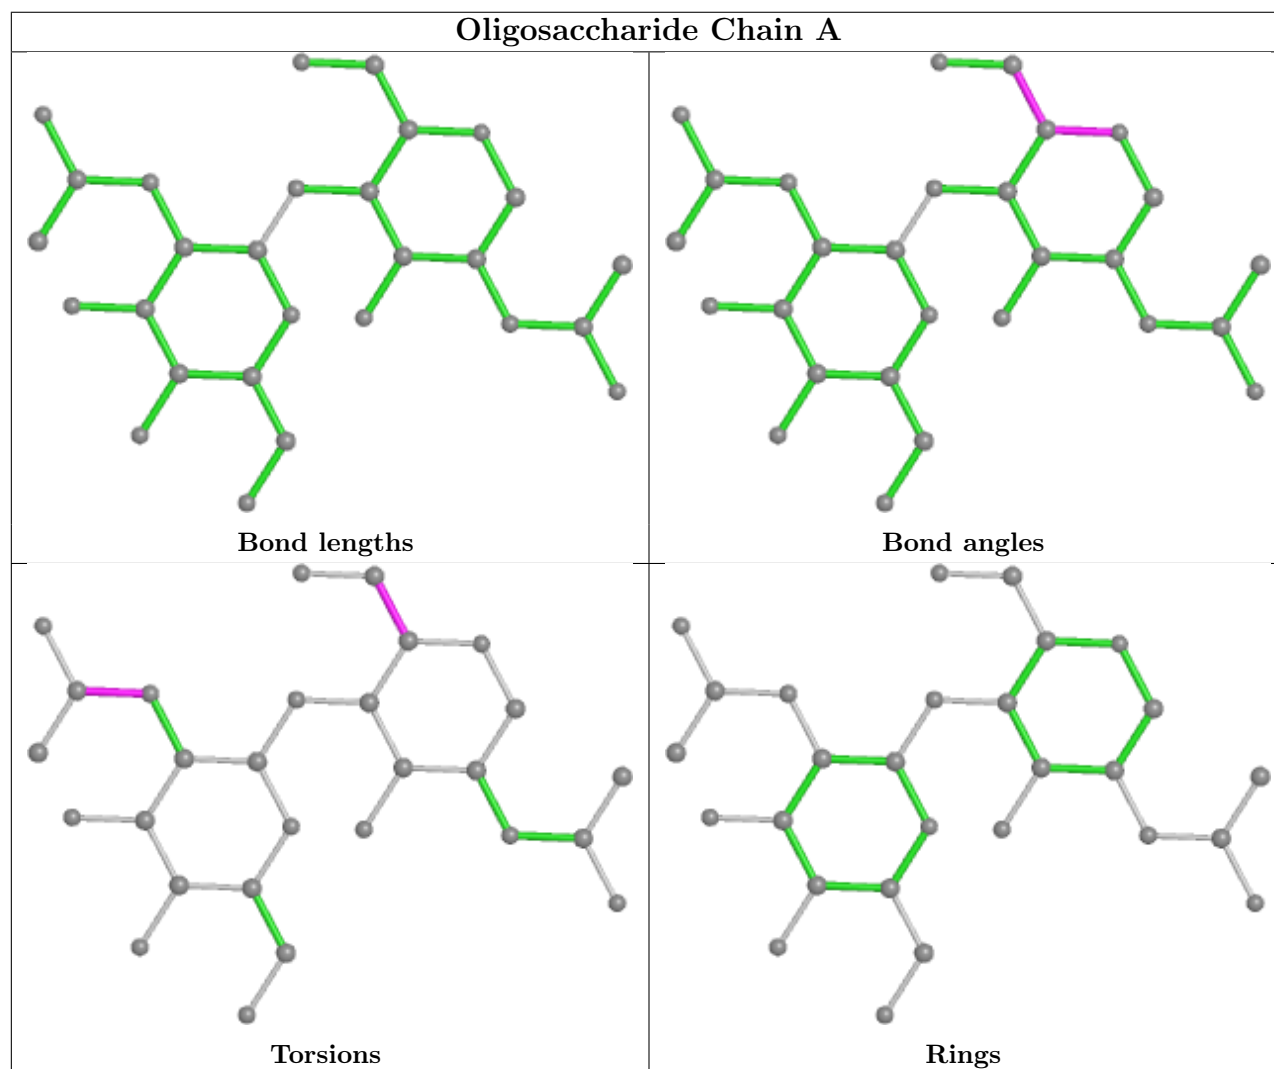 Oligosaccharide Chain A
Bond lengths
Bond angles
Torsions
Rings